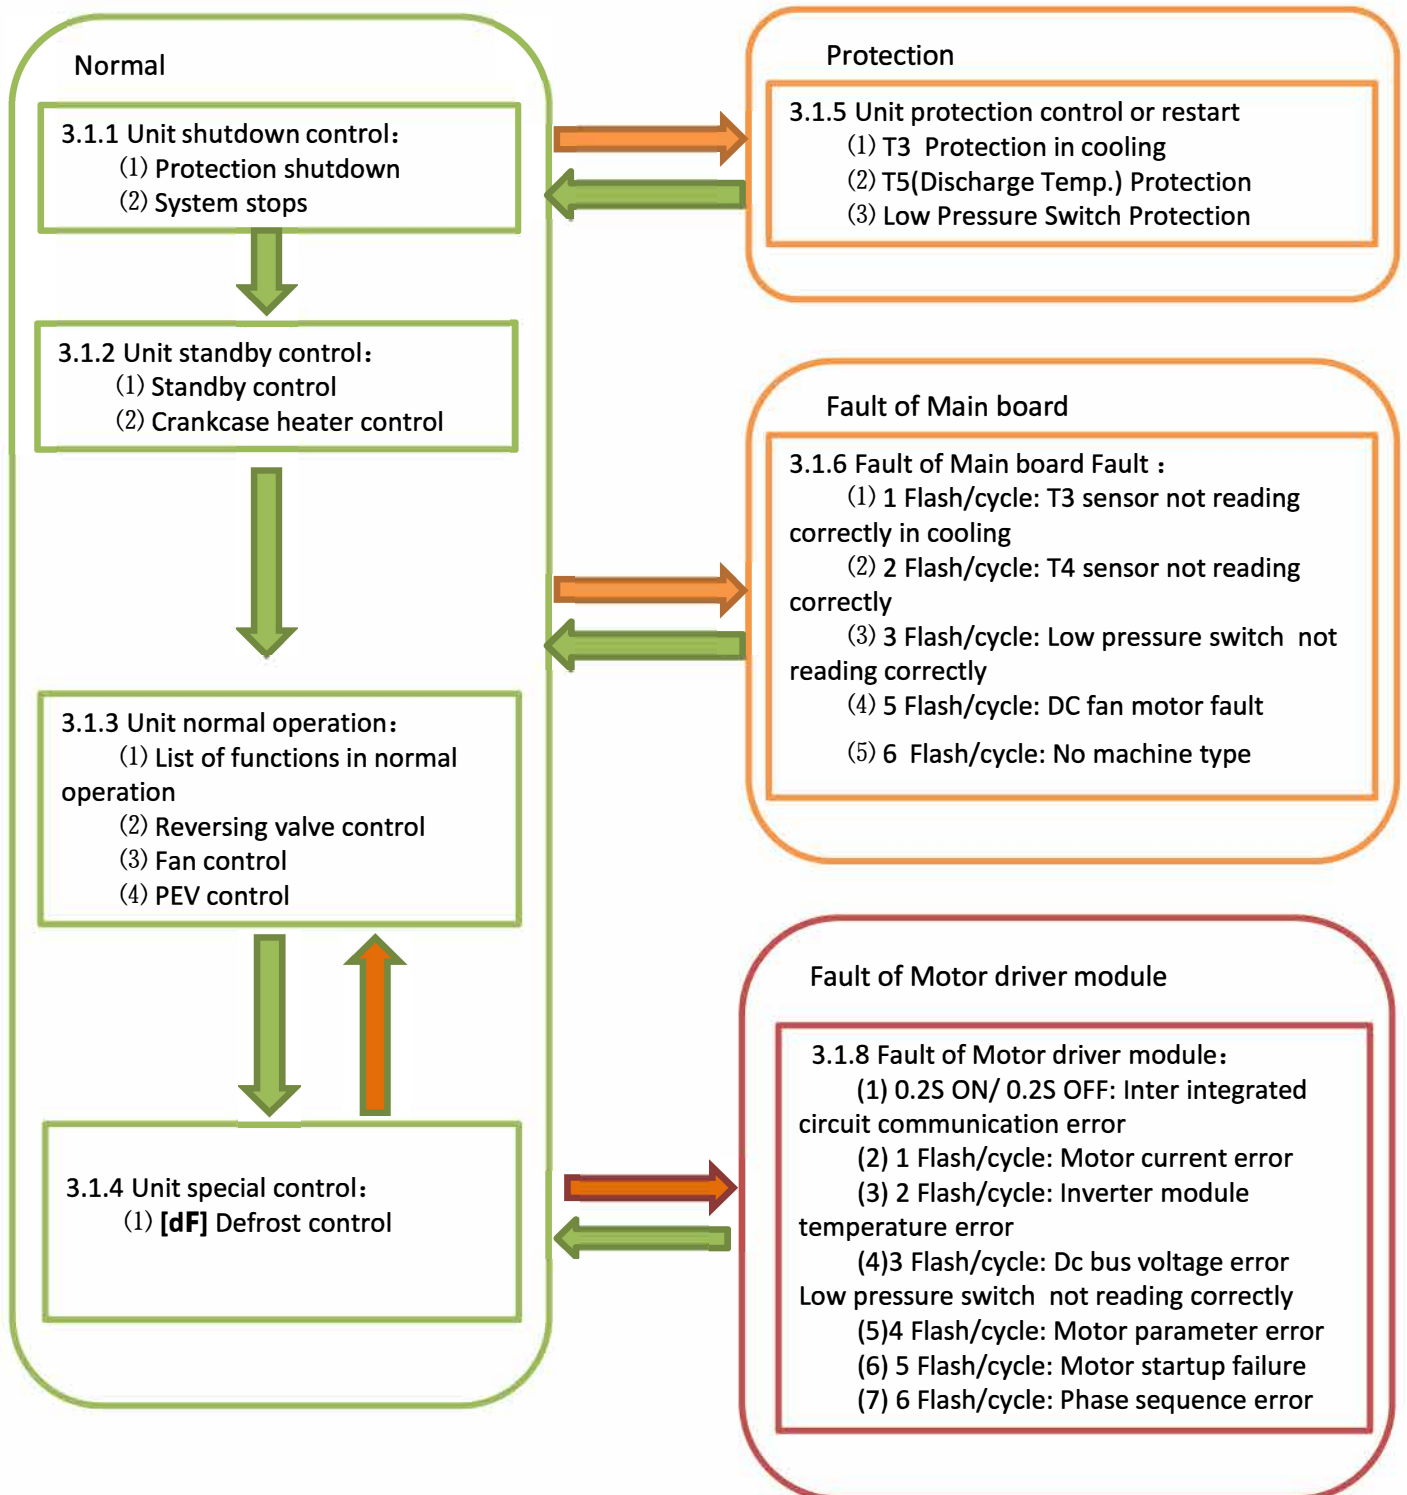 Normal
3.1.1 Unit shutdown control：
⑴ Protection shutdown
⑵ System stops
3.1.2 Unit standby control：
⑴ Standby control
⑵ Crankcase heater control
3.1.3 Unit normal operation：
⑴ List of functions in normal
operation
⑵ Reversing valve control
⑶ Fan control
⑷ PEV control
3.1.4 Unit special control：
⑴ [dF] Defrost control
Protection
3.1.5 Unit protection control or restart
⑴ T3 Protection in cooling
⑵ T5(Discharge Temp.) Protection
⑶ Low Pressure Switch Protection
Fault of Main board
3.1.6 Fault of Main board Fault：
⑴ 1 Flash/cycle: T3 sensor not reading
correctly in cooling
⑵ 2 Flash/cycle: T4 sensor not reading
correctly
⑶ 3 Flash/cycle: Low pressure switch not
reading correctly
⑷ 5 Flash/cycle: DC fan motor fault
⑸ 6 Flash/cycle: No machine type
Fault of Motor driver module
3.1.8 Fault of Motor driver module：
(1) 0.2S ON/ 0.2S OFF: Inter integrated
circuit communication error
(2) 1 Flash/cycle: Motor current error
(3) 2 Flash/cycle: Inverter module
temperature error
(4)3 Flash/cycle: Dc bus voltage error
Low pressure switch not reading correctly
(5)4 Flash/cycle: Motor parameter error
(6) 5 Flash/cycle: Motor startup failure
(7) 6 Flash/cycle: Phase sequence error